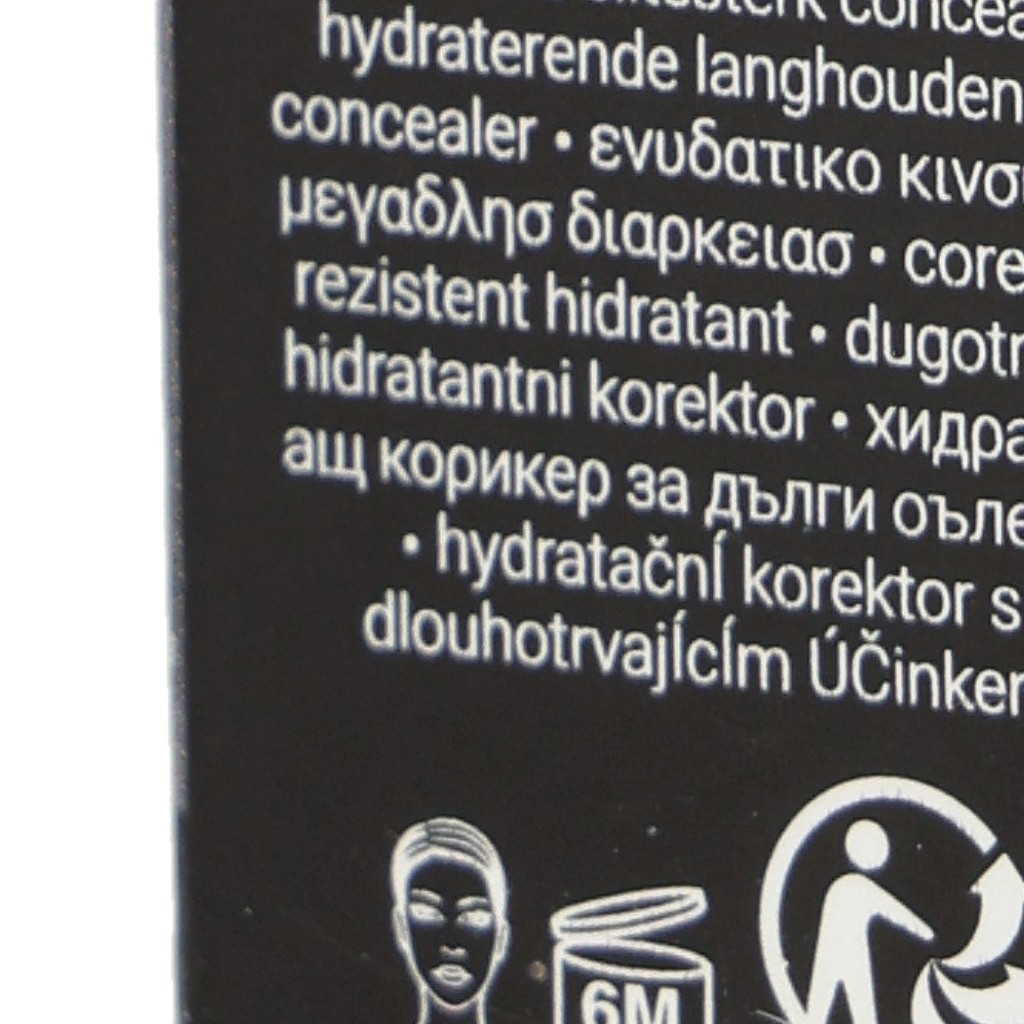 hydraterende langhouden
concealer • ενυδατικο κινσ
μεγαδλησ διαρκειασ • core
rezistent hidratant • dugotr
hidratantni korektor • хидра
ащ корикер за дълги оъле
• hydratačnÍ korektor s
dlouhotrvajÍcÍm ÚČinker
6M